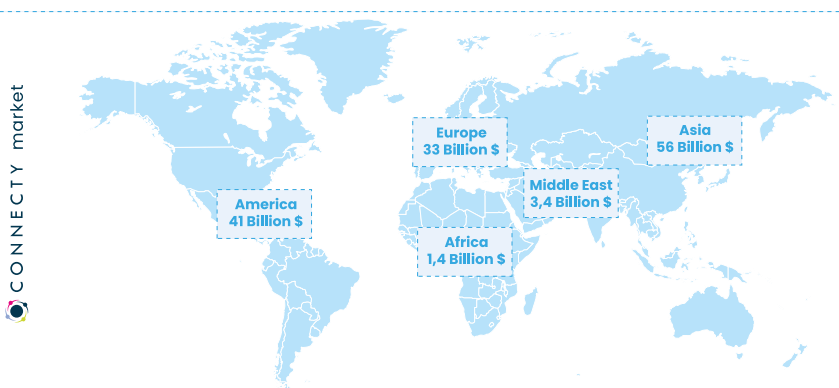 CONNECTY market
Europe
33 Billion $
Asia
56 Billion $
Middle East
3,4 Billion $
America
41 Billion $
Africa
1,4 Billion $